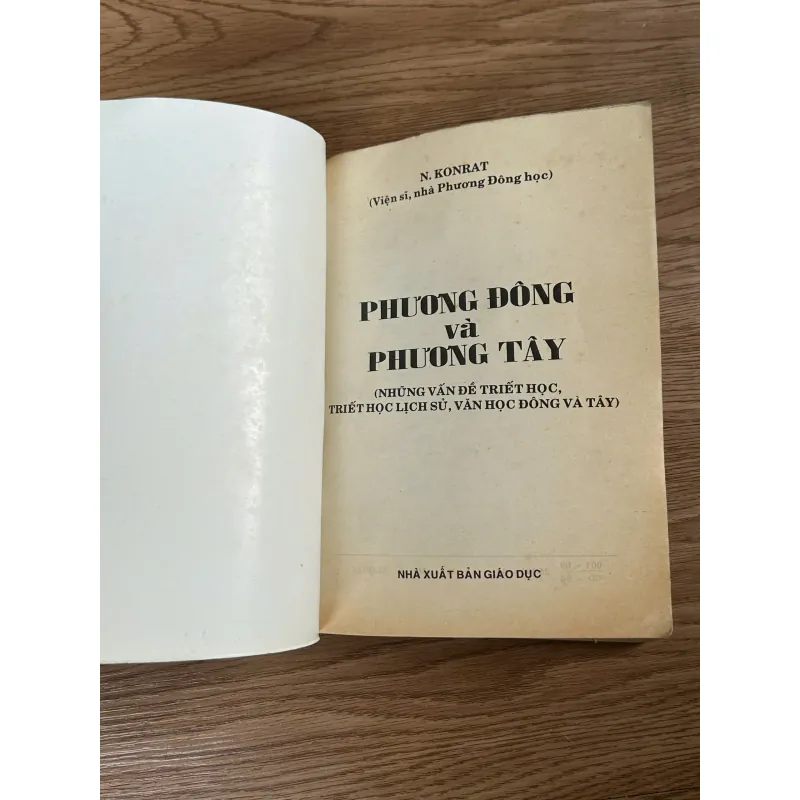 N. KONRAT
(Viện sĩ, nhà Phương Đông học)
PHƯƠNG ĐÔNG
và
PHƯƠNG TÂY
(NHỮNG VẤN ĐỀ TRIẾT HỌC,
TRIẾT HỌC LỊCH SỬ, VĂN HỌC ĐÔNG VÀ TÂY)
NHÀ XUẤT BẢN GIÁO DỤC